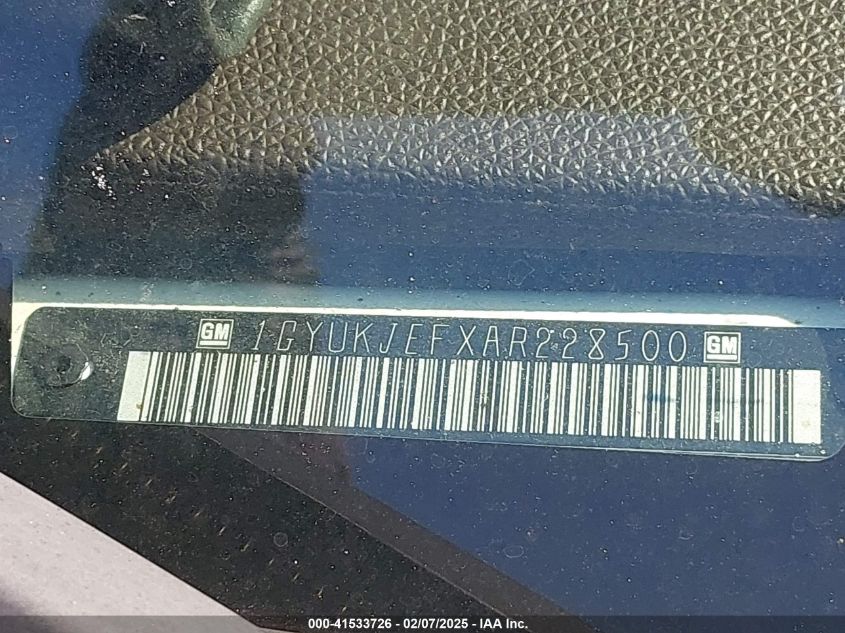 GM 1GYUKJEFXAR228500 GM
000-41533726 - 02/07/2025 - IAA Inc.